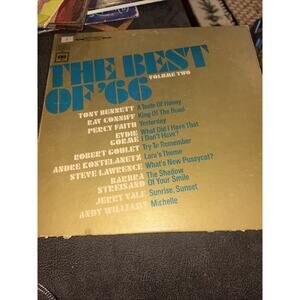 THE BEST
OF '66
VOLUME TWO
TONY BENNETT A Taste Of Honey
RAY CONNIFF King Of The Road
PERCY FAITH Yesterday
EYDIE GORME What Did I Have That I Don't Have?
ROBERT GOULET Try To Remember
ANDRE KOSTELANETZ Lara's Theme
STEVE LAWRENCE What's New Pussycat?
BARBRA STREISAND The Shadow Of Your Smile
JERRY VALE Sunrise, Sunset
ANDY WILLIAMS Michelle